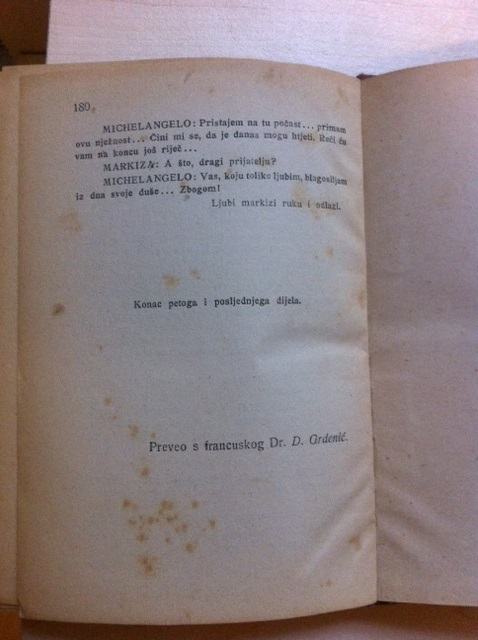 180
MICHELANGELO: Pristajem na tu počast... primam
ovu nježnost... Čini mi se, da je danas mogu htjeti. Reći ću
vam na koncu još riječ...
MARKIZA: A što, dragi prijatelju?
MICHELANGELO: Vas, koju toliko ljubim, blagosiljam
iz dna svoje duše... Zbogom!
Ljubi markizi ruku i odlazi.
Konac petoga i posljednjega dijela.
Preveo s francuskog Dr. D. Grdenić.